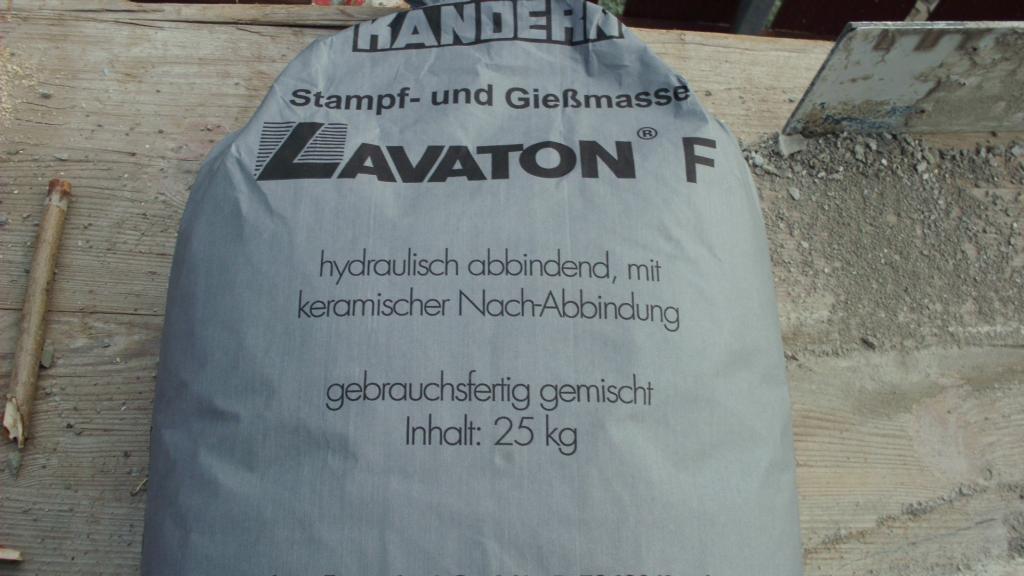 KANDERN
Stampf- und Gießmasse
LAVATON® F
hydraulisch abbindend, mit
keramischer Nach-Abbindung
gebrauchsfertig gemischt
Inhalt: 25 kg